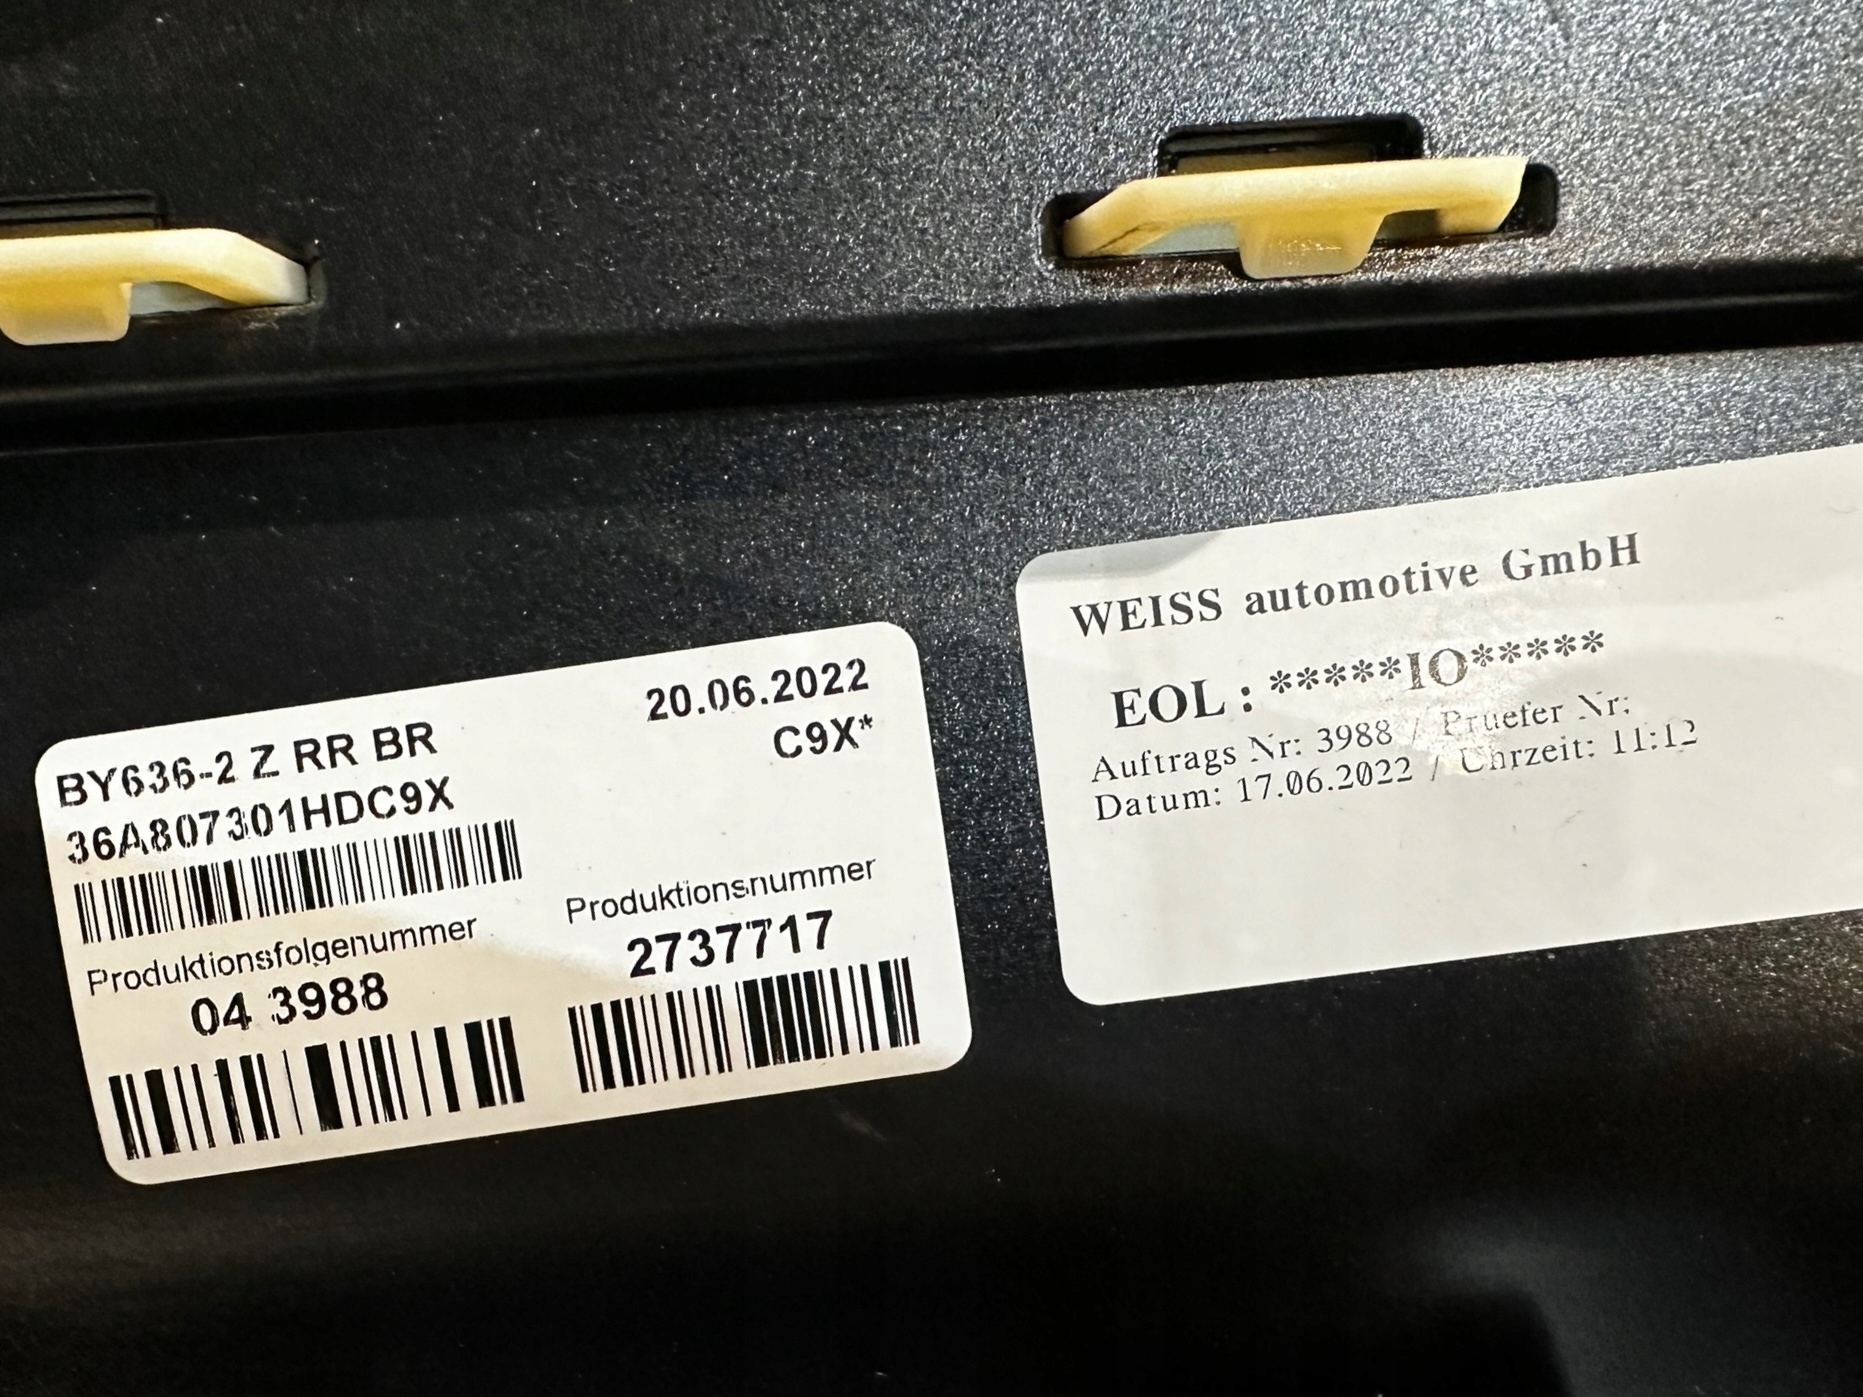 BY636-2 Z RR BR
20.06.2022
36A807301HDC9X
C9X*
Produktionsfolgenummer
04 3988
Produktionsnummer
2737717
WEISS automotive GmbH
EOL: *****IO*****
Auftrags Nr: 3988 / Pruefer Nr:
Datum: 17.06.2022 / Uhrzeit: 11:12